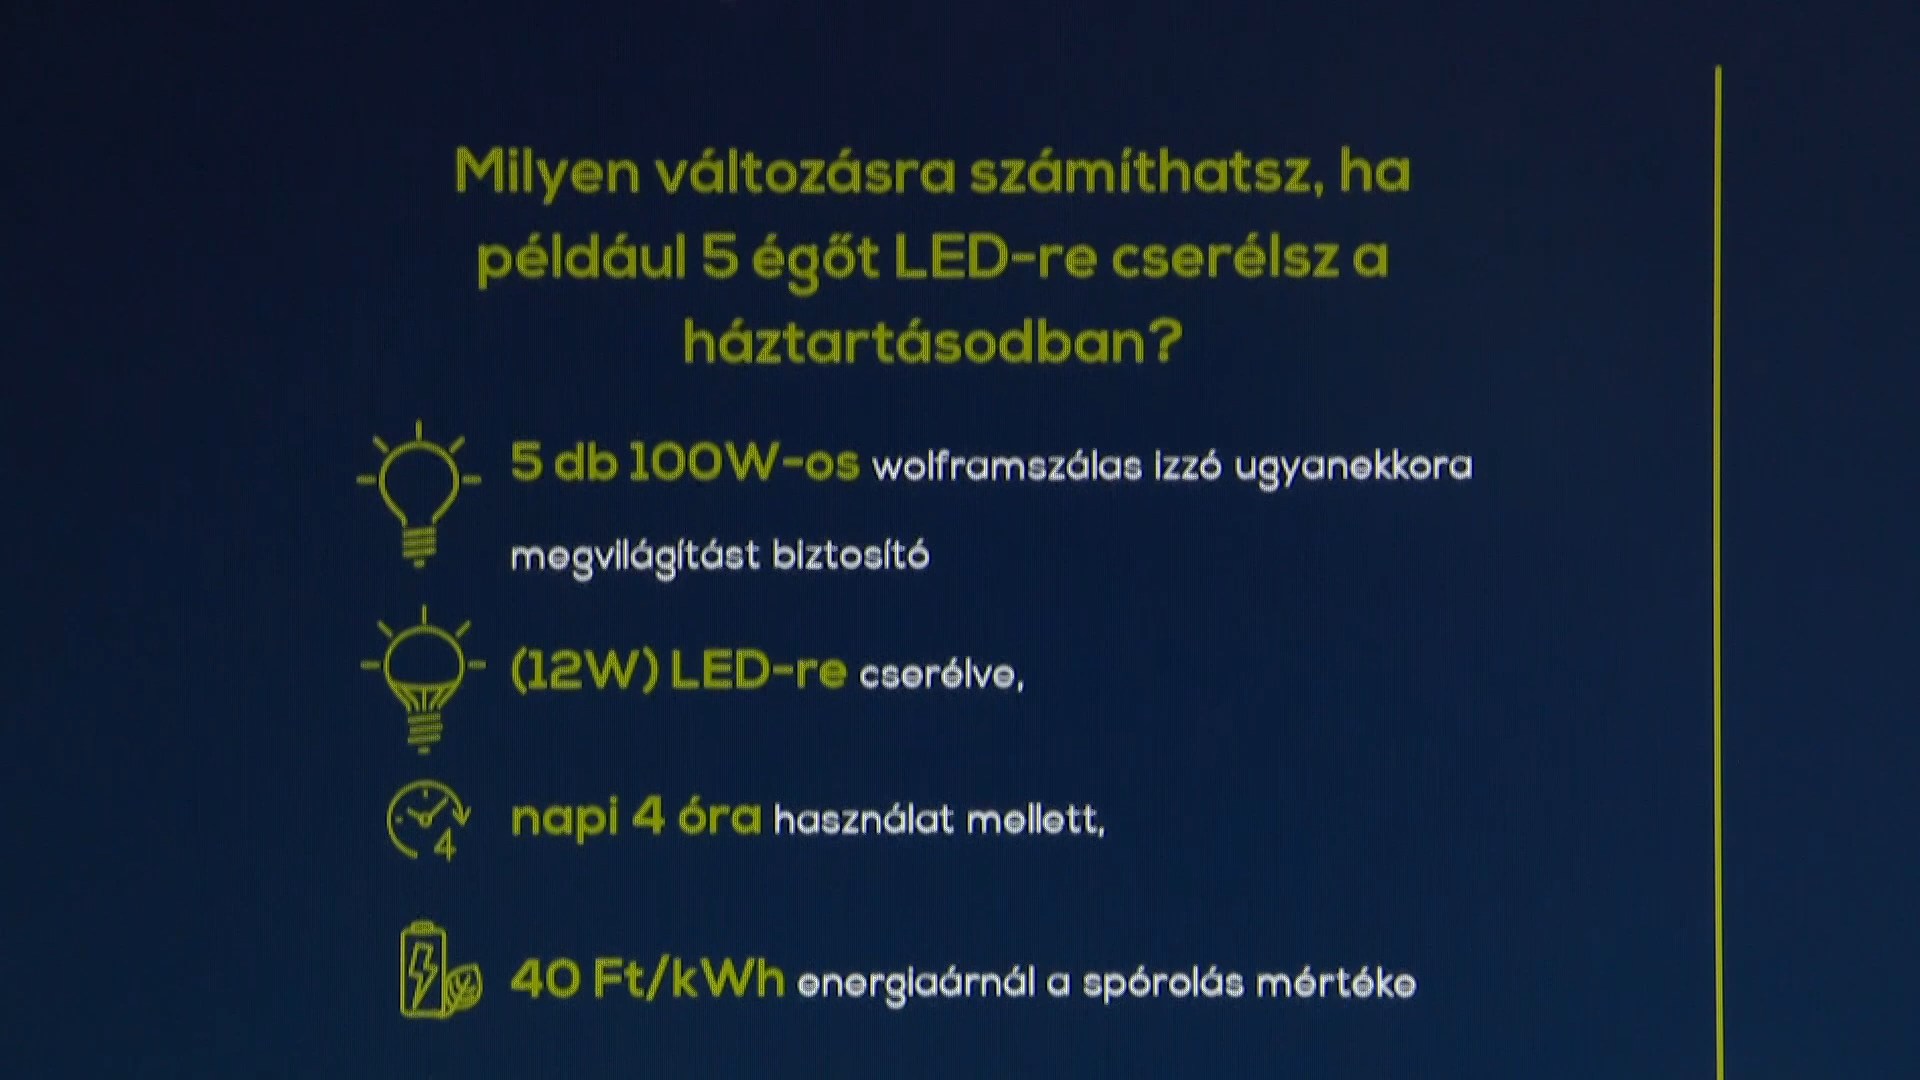 Milyen változásra számíthatsz, ha
például 5 égőt LED-re cserélsz a
háztartásodban?
5 db 100W-os wolframszálas izzó ugyanekkora
megvilágítást biztosító
(12W) LED-re cserélve,
napi 4 óra használat mellett,
4
40 Ft/kWh energiaárnál a spórolás mértéke